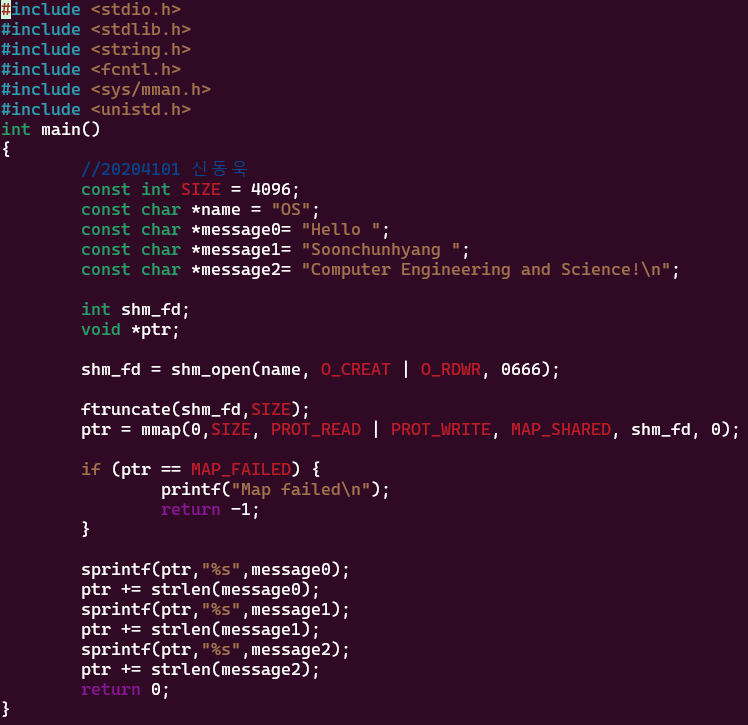 #include <stdio.h>
#include <stdlib.h>
#include <string.h>
#include <fcntl.h>
#include <sys/mman.h>
#include <unistd.h>
int main()
{
        //20204101 신동욱
        const int SIZE = 4096;
        const char *name = "OS";
        const char *message0= "Hello ";
        const char *message1= "Soonchunhyang ";
        const char *message2= "Computer Engineering and Science!\n";

        int shm_fd;
        void *ptr;

        shm_fd = shm_open(name, O_CREAT | O_RDWR, 0666);

        ftruncate(shm_fd,SIZE);
        ptr = mmap(0,SIZE, PROT_READ | PROT_WRITE, MAP_SHARED, shm_fd, 0);

        if (ptr == MAP_FAILED) {
                printf("Map failed\n");
                return -1;
        }

        sprintf(ptr,"%s",message0);
        ptr += strlen(message0);
        sprintf(ptr,"%s",message1);
        ptr += strlen(message1);
        sprintf(ptr,"%s",message2);
        ptr += strlen(message2);
        return 0;
}